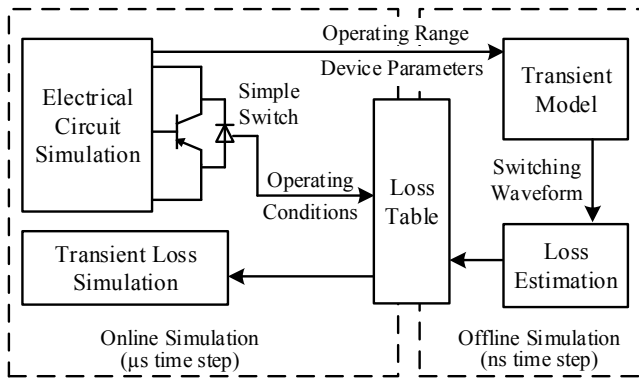 Operating Range
Device Parameters
Electrical
Circuit
Simulation
Simple
Switch
Transient
Model
Operating
Conditions
Loss
Table
Switching
Waveform
Transient Loss
Simulation
Loss
Estimation
Online Simulation
(μs time step)
Offline Simulation
(ns time step)